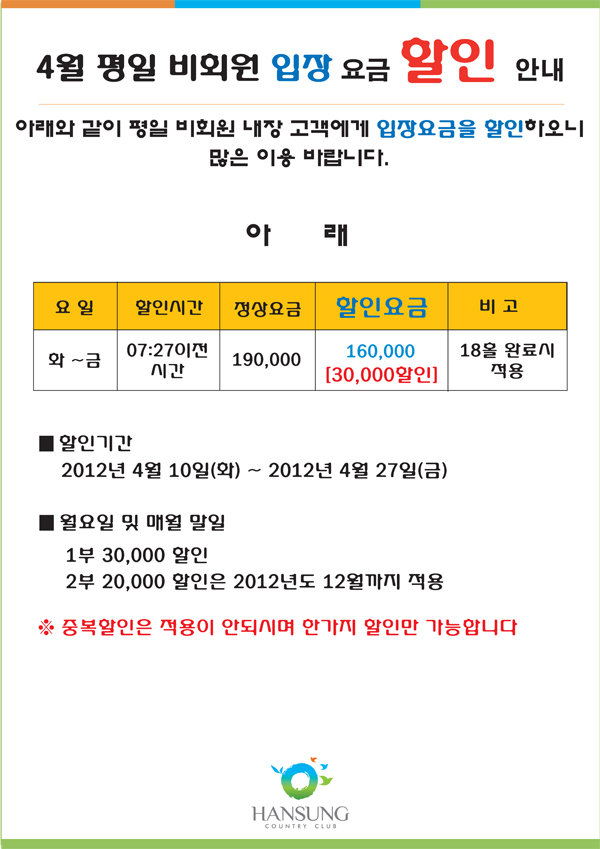 4월 평일 비회원 입장 요금 할인 안내
아래와 같이 평일 비회원 내장 고객에게 입장요금을 할인하오니
많은 이용 바랍니다.
아 래
요 일 할인시간 정상요금 할인요금 비 고
화 ~금 07:27이전 시간 190,000 160,000 [30,000할인] 18홀 완료시 적용
■ 할인기간
2012년 4월 10일(화) ~ 2012년 4월 27일(금)
■ 월요일 및 매월 말일
1부 30,000 할인
2부 20,000 할인은 2012년도 12월까지 적용
※ 중복할인은 적용이 안되시며 한가지 할인만 가능합니다
HANSUNG
COUNTRY CLUB